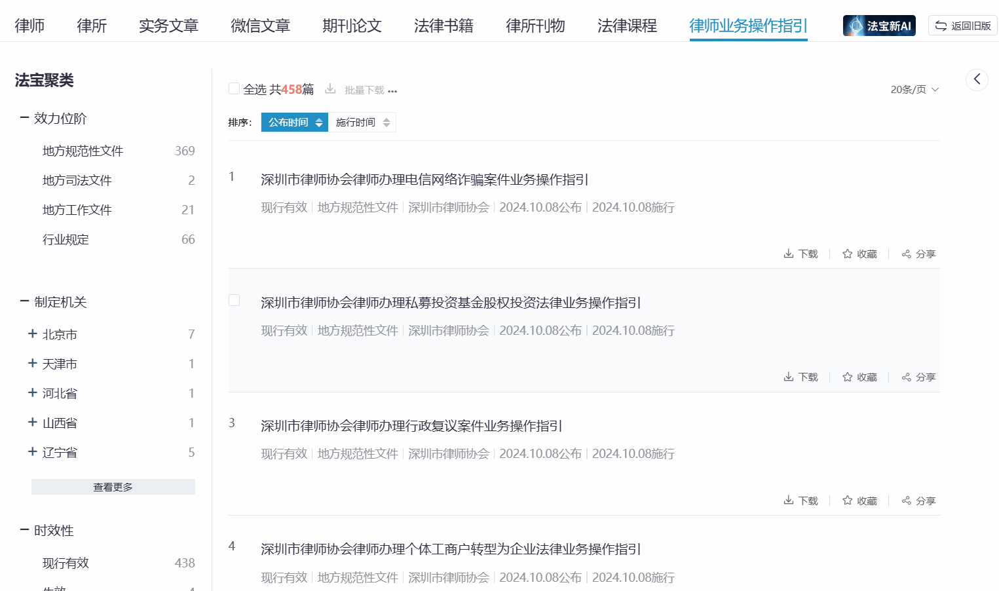 律师 律所 实务文章 微信文章 期刊论文 法律书籍 律所刊物 法律课程 律师业务操作指引 法宝新AI 返回旧版
法宝聚类
效力位阶
地方规范性文件 369
地方司法文件 2
地方工作文件 21
行业规定 66
制定机关
北京市 7
天津市 1
河北省 1
山西省 1
辽宁省 5
查看更多
时效性
现行有效 438
全选 共458篇 批量下载 ... 20条/页
排序: 公布时间 施行时间
1 深圳市律师协会律师办理电信网络诈骗案件业务操作指引
现行有效 | 地方规范性文件 | 深圳市律师协会 | 2024.10.08公布 | 2024.10.08施行
下载 | 收藏 | 分享
深圳市律师协会律师办理私募投资基金股权投资法律业务操作指引
现行有效 | 地方规范性文件 | 深圳市律师协会 | 2024.10.08公布 | 2024.10.08施行
下载 | 收藏 | 分享
3 深圳市律师协会律师办理行政复议案件业务操作指引
现行有效 | 地方规范性文件 | 深圳市律师协会 | 2024.10.08公布 | 2024.10.08施行
下载 | 收藏 | 分享
4 深圳市律师协会律师办理个体工商户转型为企业法律业务操作指引
现行有效 | 地方规范性文件 | 深圳市律师协会 | 2024.10.08公布 | 2024.10.08施行